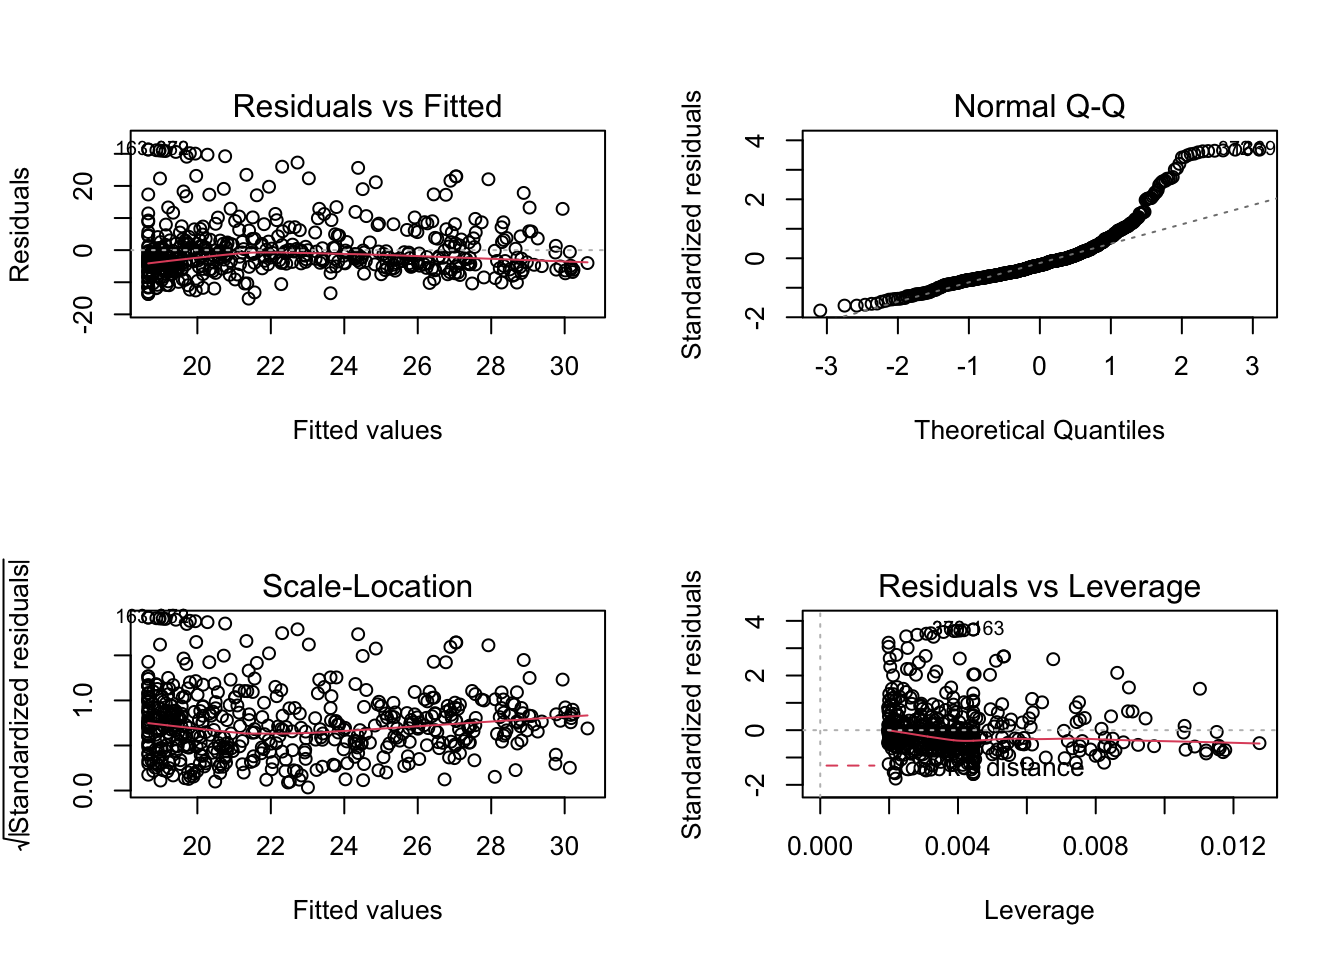 Residuals vs Fitted
Residuals
-20 0 20
20 22 24 26 28 30
Fitted values
163
Normal Q-Q
Standardized residuals
-2 0 2 4
-3 -2 -1 0 1 2 3
Theoretical Quantiles
Scale-Location
√|Standardized residuals|
0.0 1.0
20 22 24 26 28 30
Fitted values
163
Residuals vs Leverage
Standardized residuals
-2 0 2 4
0.000 0.004 0.008 0.012
Leverage
163
distance